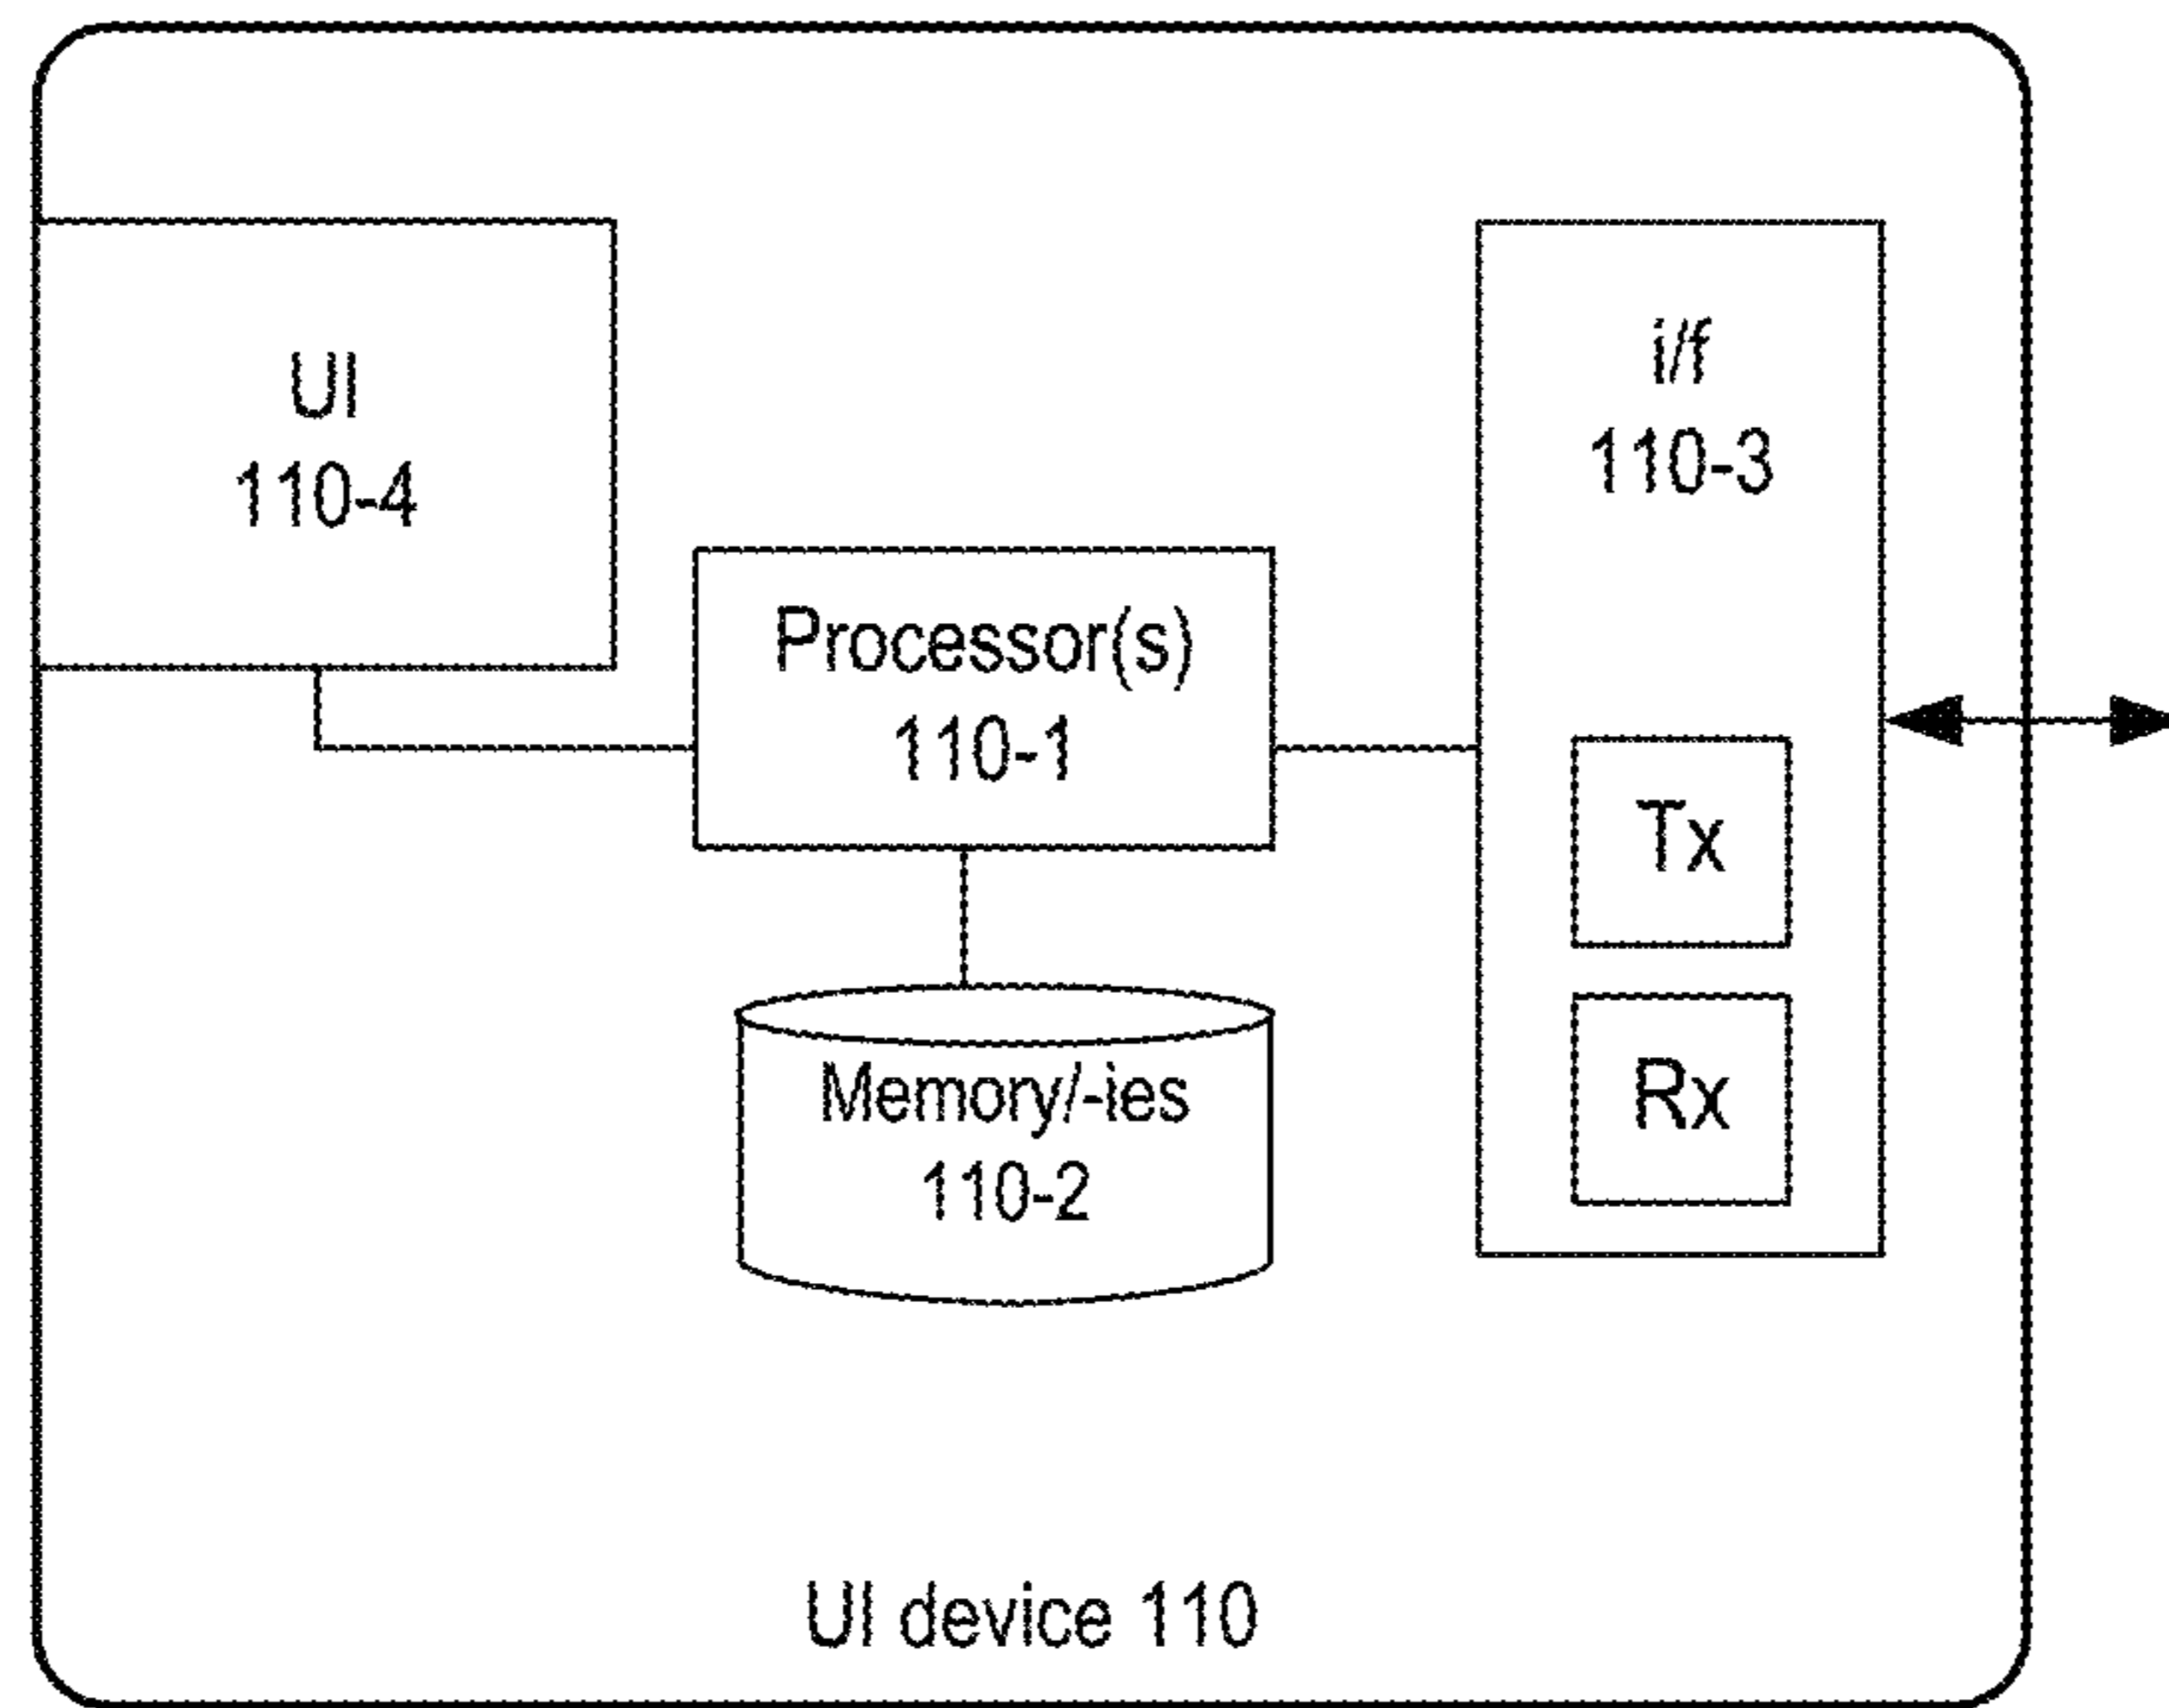 UI
110-4
i/f
110-3
Processor(s)
110-1
Tx
Memory/-ies
110-2
Rx
UI device 110